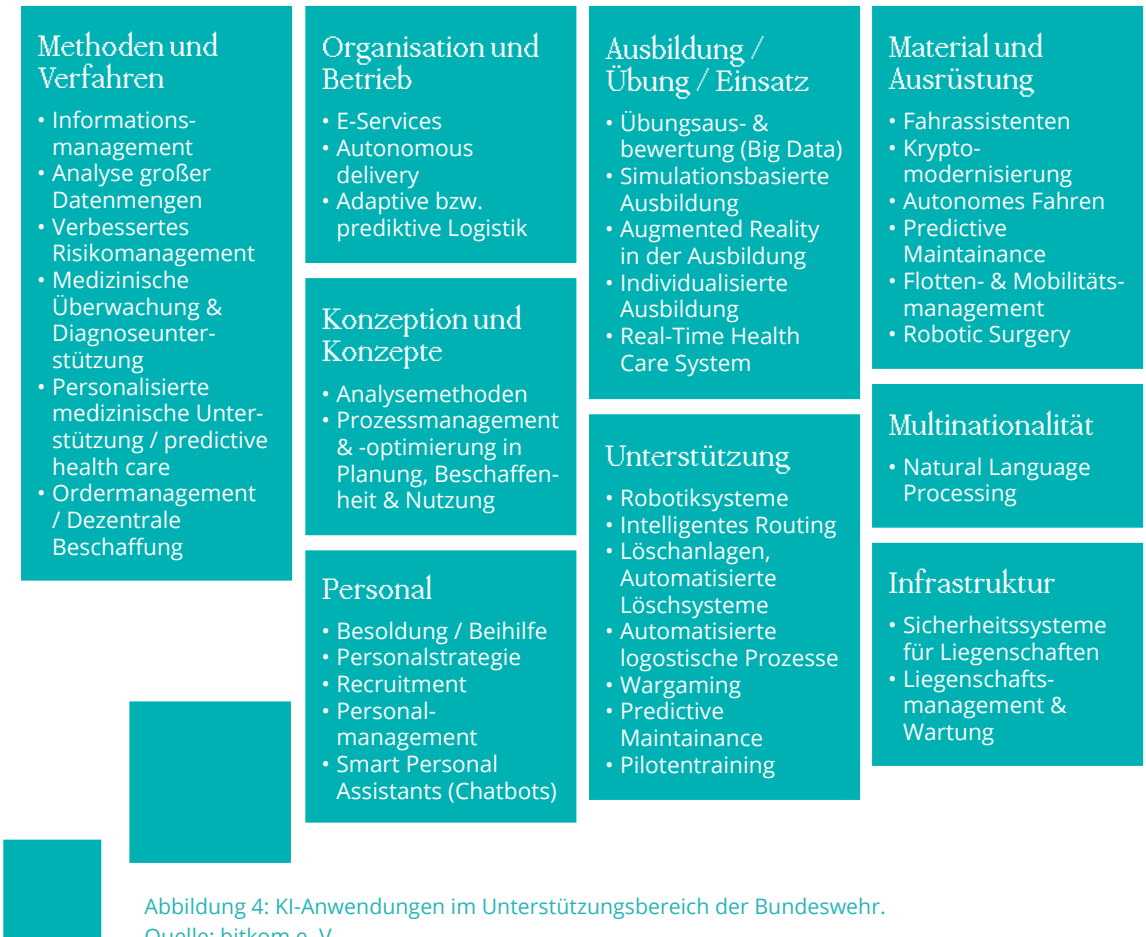 Methoden und
Verfahren
• Informations-
management
• Analyse großer
Datenmengen
• Verbessertes
Risikomanagement
• Medizinische
Überwachung &
Diagnoseunter-
stützung
• Personalisierte
medizinische Unter-
stützung / predictive
health care
• Ordermanagement
/ Dezentrale
Beschaffung
Organisation und
Betrieb
• E-Services
• Autonomous
delivery
• Adaptive bzw.
prediktive Logistik
Konzeption und
Konzepte
• Analysemethoden
• Prozessmanagement
& -optimierung in
Planung, Beschaffen-
heit & Nutzung
Personal
• Besoldung / Beihilfe
• Personalstrategie
• Recruitment
• Personal-
management
• Smart Personal
Assistants (Chatbots)
Ausbildung /
Übung / Einsatz
• Übungsaus- &
bewertung (Big Data)
• Simulationsbasierte
Ausbildung
• Augmented Reality
in der Ausbildung
• Individualisierte
Ausbildung
• Real-Time Health
Care System
Unterstützung
• Robotiksysteme
• Intelligentes Routing
• Löschanlagen,
Automatisierte
Löschsysteme
• Automatisierte
logostische Prozesse
• Wargaming
• Predictive
Maintainance
• Pilotentraining
Material und
Ausrüstung
• Fahrassistenten
• Krypto-
modernisierung
• Autonomes Fahren
• Predictive
Maintainance
• Flotten- & Mobilitäts-
management
• Robotic Surgery
Multinationalität
• Natural Language
Processing
Infrastruktur
• Sicherheitssysteme
für Liegenschaften
• Liegenschafts-
management &
Wartung
Abbildung 4: KI-Anwendungen im Unterstützungsbereich der Bundeswehr.
Quelle: bitkom e. V.